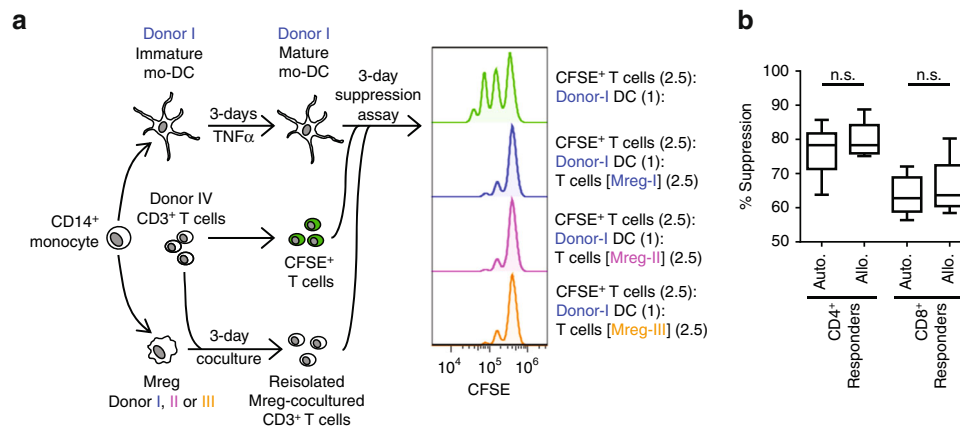 a
Donor I
Immature
mo-DC
Donor I
Mature
mo-DC
3-days
TNFα
3-day
suppression
assay
CD14⁺
monocyte
Donor IV
CD3⁺ T cells
CFSE⁺
T cells
3-day
coculture
Mreg
Donor I, II or III
Reisolated
Mreg-cocultured
CD3⁺ T cells
CFSE⁺ T cells (2.5):
Donor-I DC (1):
CFSE⁺ T cells (2.5):
Donor-I DC (1):
T cells [Mreg-I] (2.5)
CFSE⁺ T cells (2.5):
Donor-I DC (1):
T cells [Mreg-II] (2.5)
CFSE⁺ T cells (2.5):
Donor-I DC (1):
T cells [Mreg-III] (2.5)
10⁴ 10⁵ 10⁶
CFSE
b
n.s. n.s.
% Suppression
100
90
80
70
60
50
Auto. Allo. Auto. Allo.
CD4⁺
Responders
CD8⁺
Responders